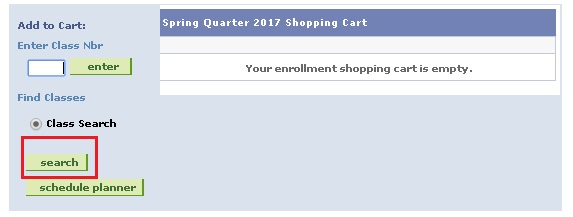 Add to Cart:
Enter Class Nbr
enter
Find Classes
Class Search
search
schedule planner
Spring Quarter 2017 Shopping Cart
Your enrollment shopping cart is empty.